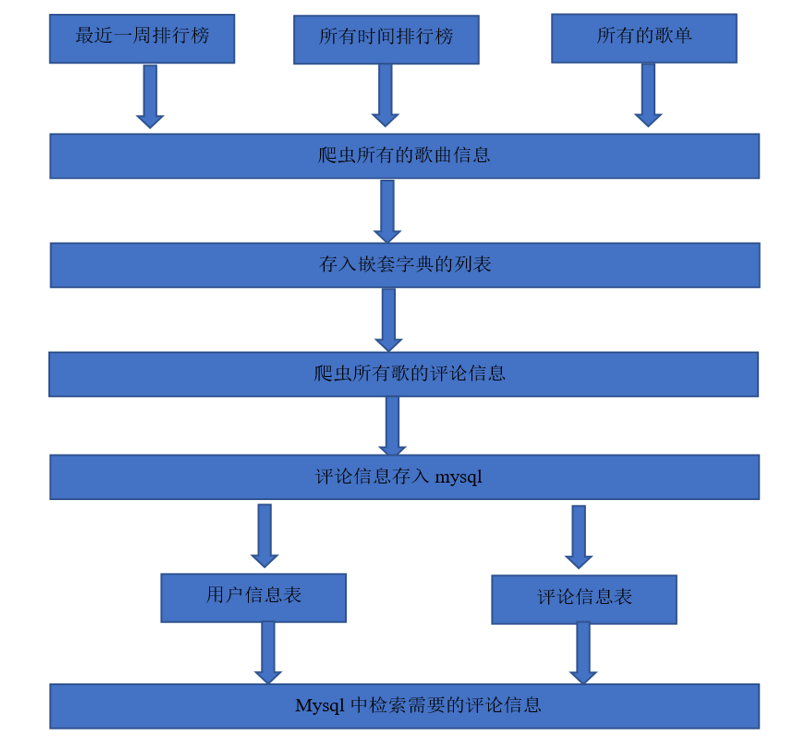 最近一周排行榜
所有时间排行榜
所有的歌单
爬虫所有的歌曲信息
存入嵌套字典的列表
爬虫所有歌的评论信息
评论信息存入 mysql
用户信息表
评论信息表
Mysql 中检索需要的评论信息